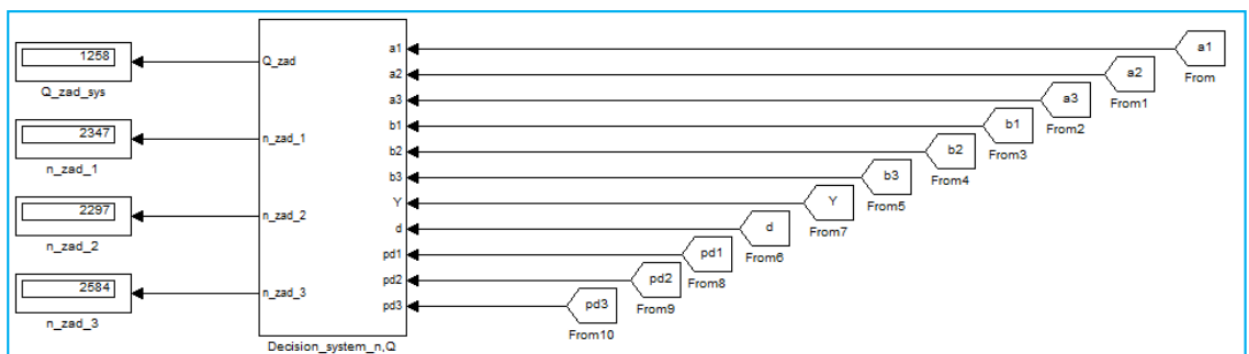 1258
Q_zad_sys
2347
n_zad_1
2297
n_zad_2
2584
n_zad_3
Q_zad
n_zad_1
n_zad_2
n_zad_3
a1
a2
a3
b1
b2
b3
Y
d
pd1
pd2
pd3
Decision_system_n,Q
a1
From
a2
From1
a3
From2
b1
From3
b2
From4
b3
From5
Y
From7
d
From6
pd1
From8
pd2
From9
pd3
From10